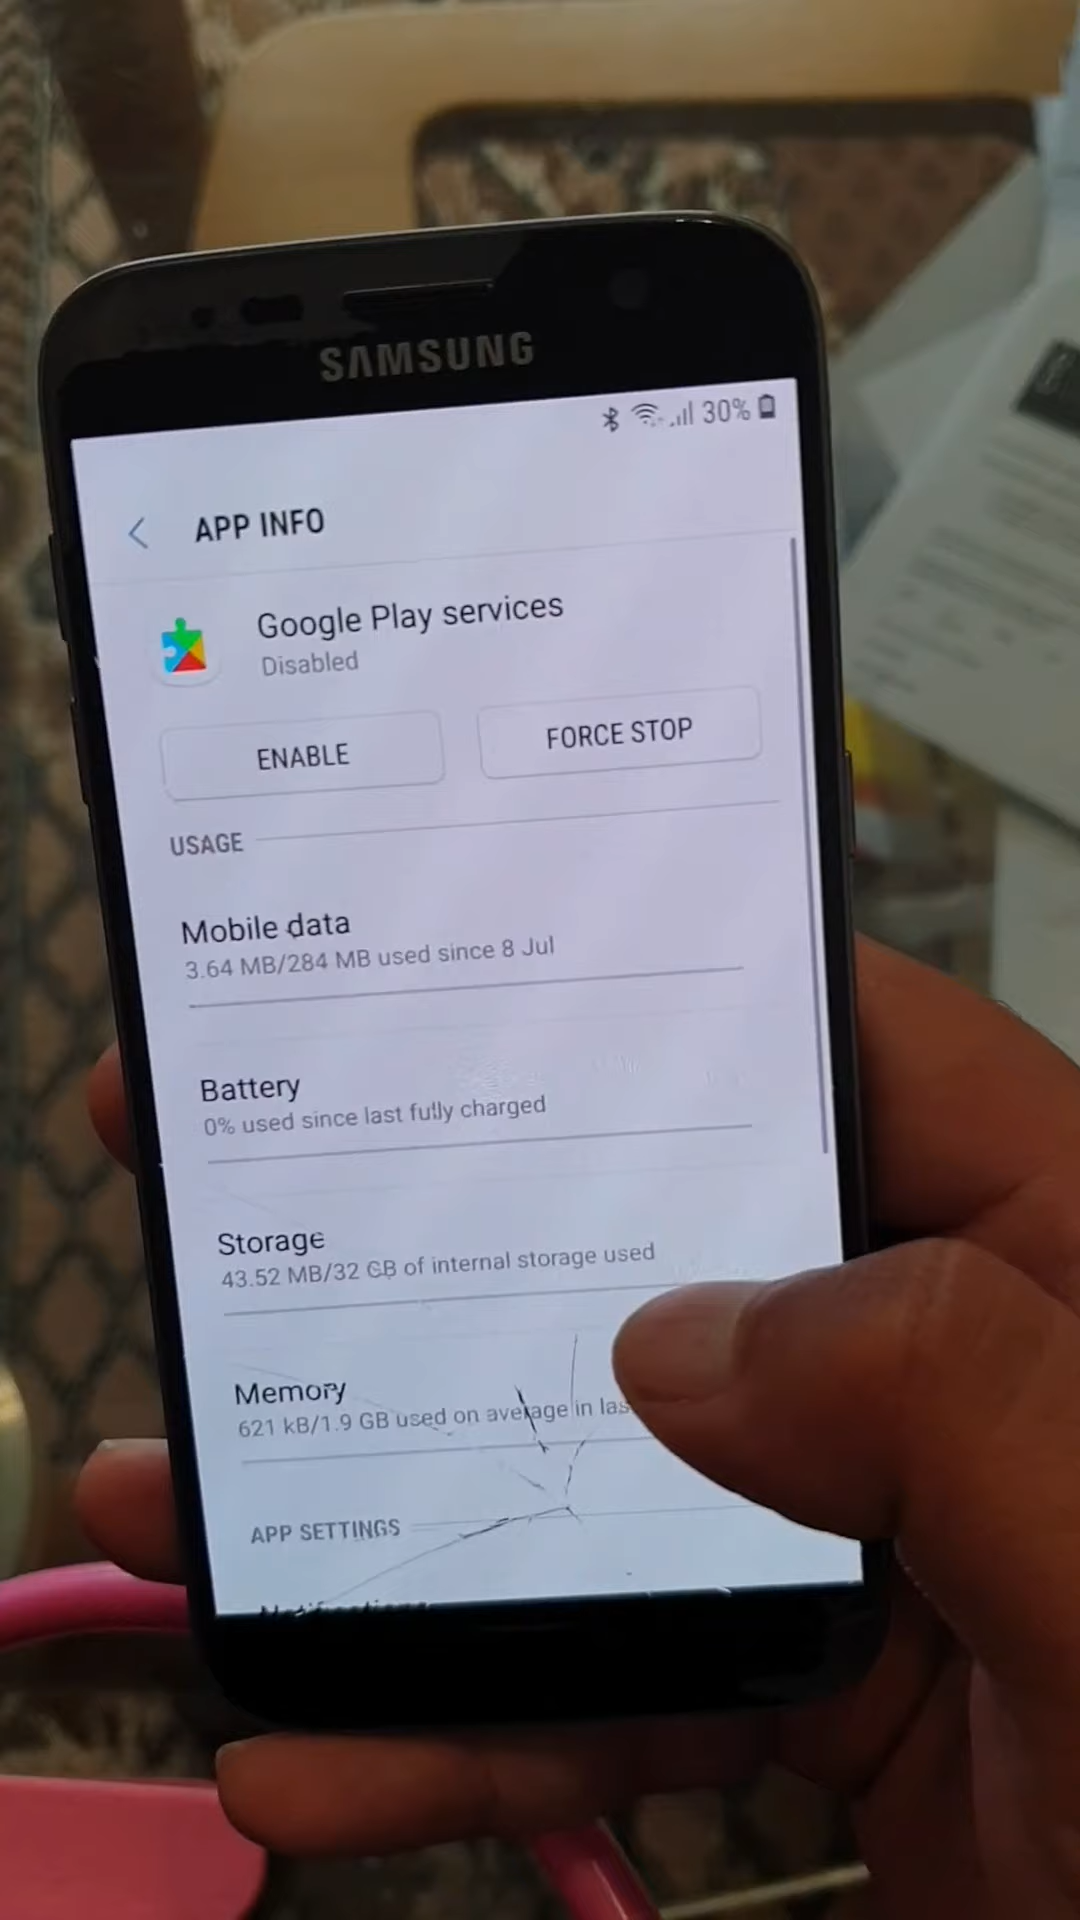 SAMSUNG
30%
APP INFO
Google Play services
Disabled
ENABLE
FORCE STOP
USAGE
Mobile data
3.64 MB/284 MB used since 8 Jul
Battery
0% used since last fully charged
Storage
43.52 MB/32 GB of internal storage used
Memory
621 kB/1.9 GB used on average in las
APP SETTINGS
Notifications